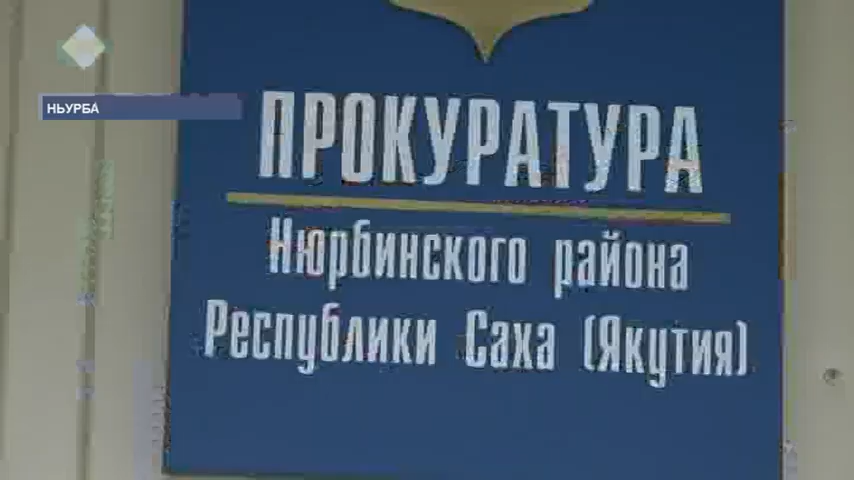 НЬУРБА
ПРОКУРАТУРА
Нюрбинского района
Республики Саха (Якутия)